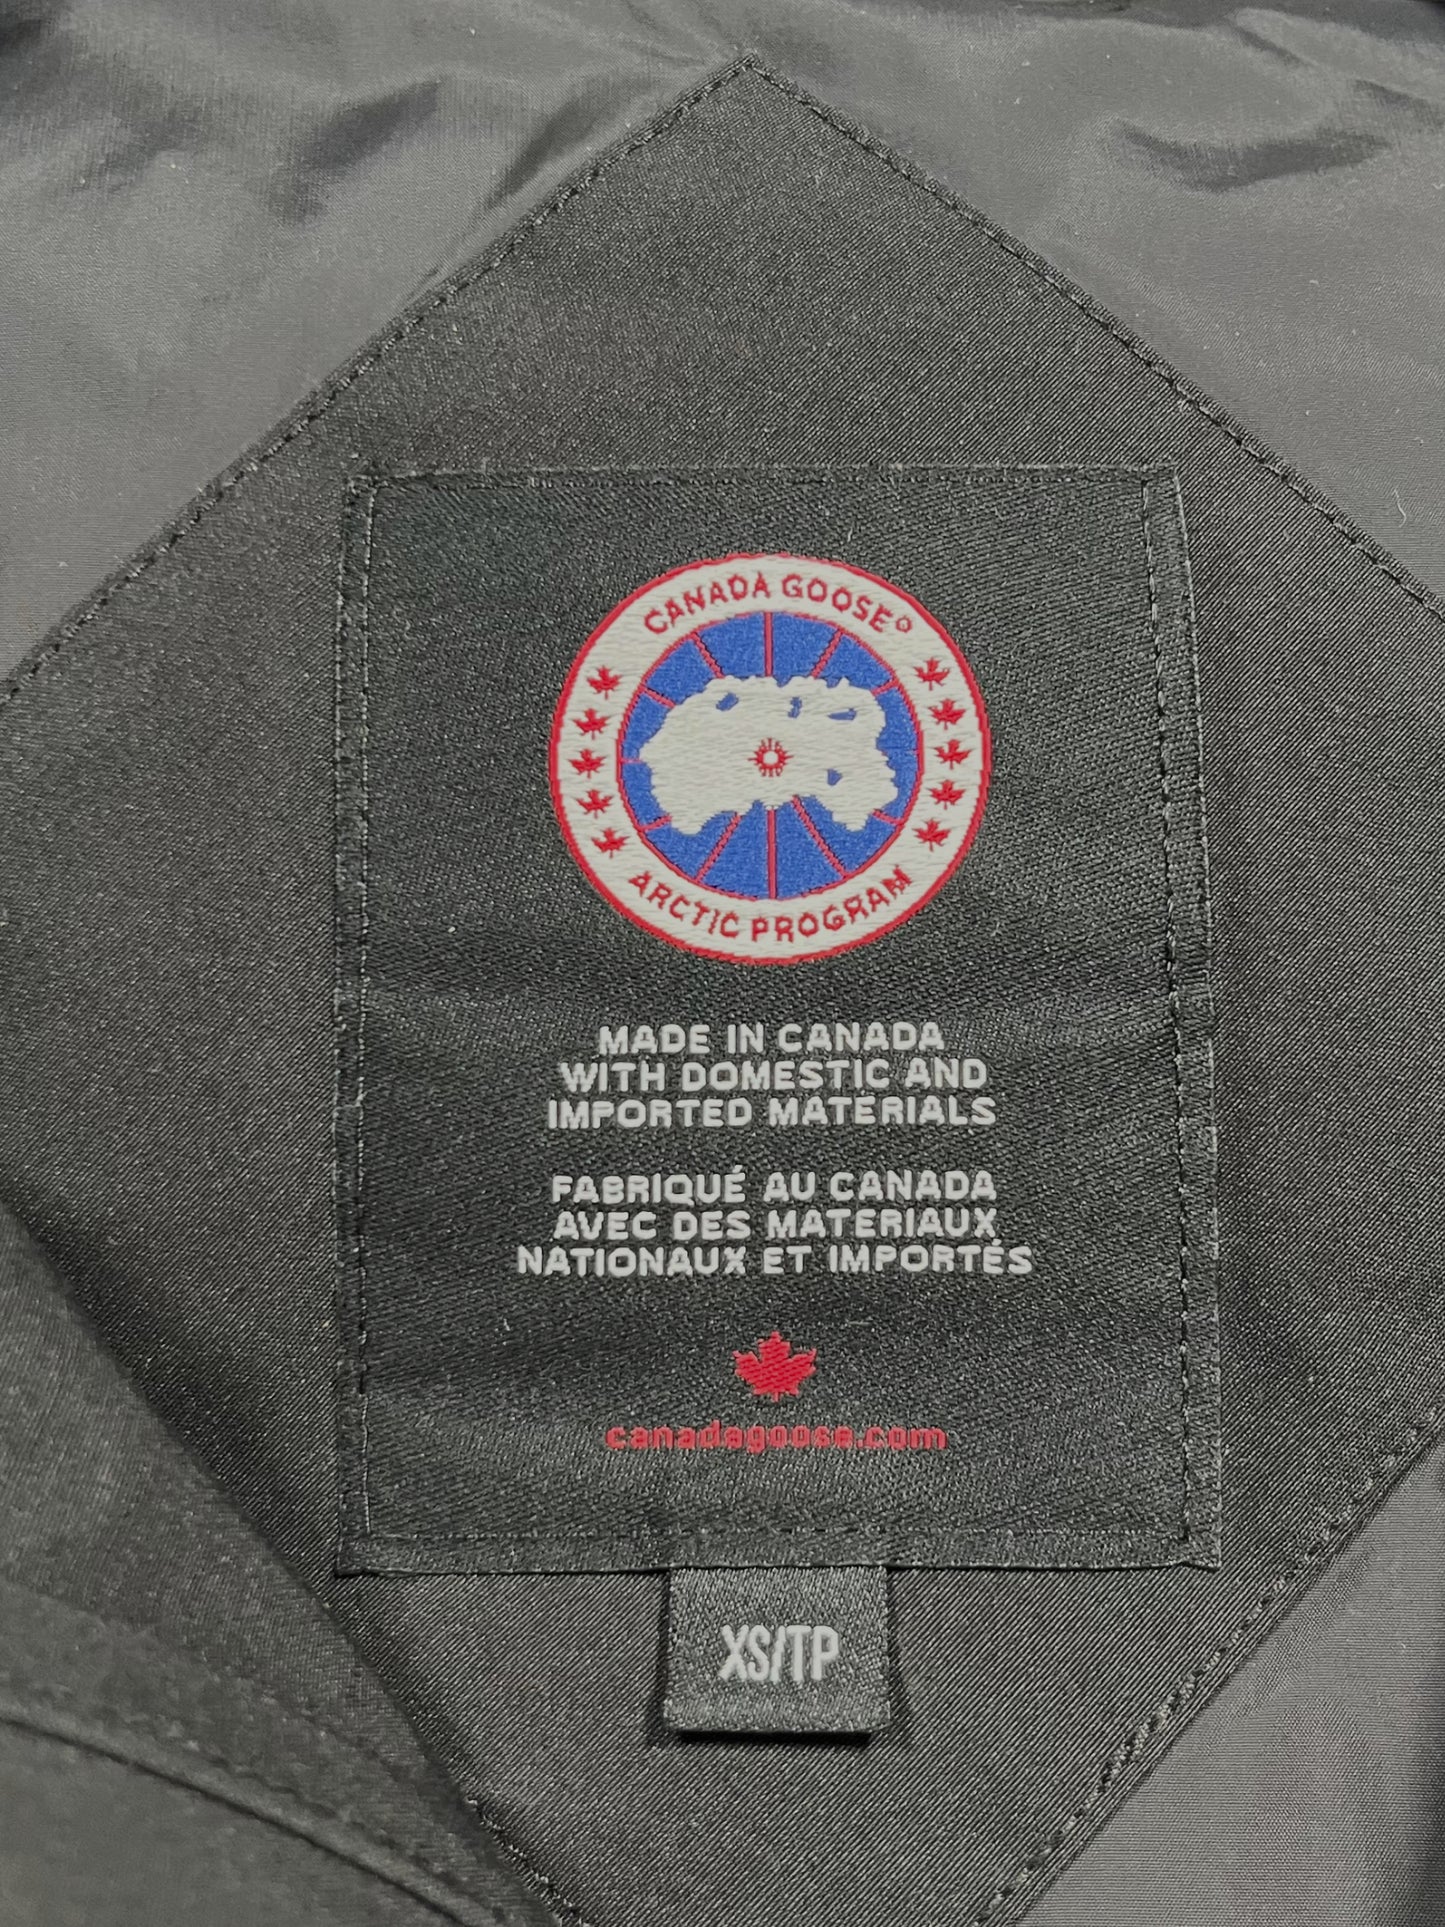 CANADA GOOSE®
ARCTIC PROGRAM
MADE IN CANADA
WITH DOMESTIC AND
IMPORTED MATERIALS
FABRIQUÉ AU CANADA
AVEC DES MATERIAUX
NATIONAUX ET IMPORTÉS
canadagoose.com
XS/TP